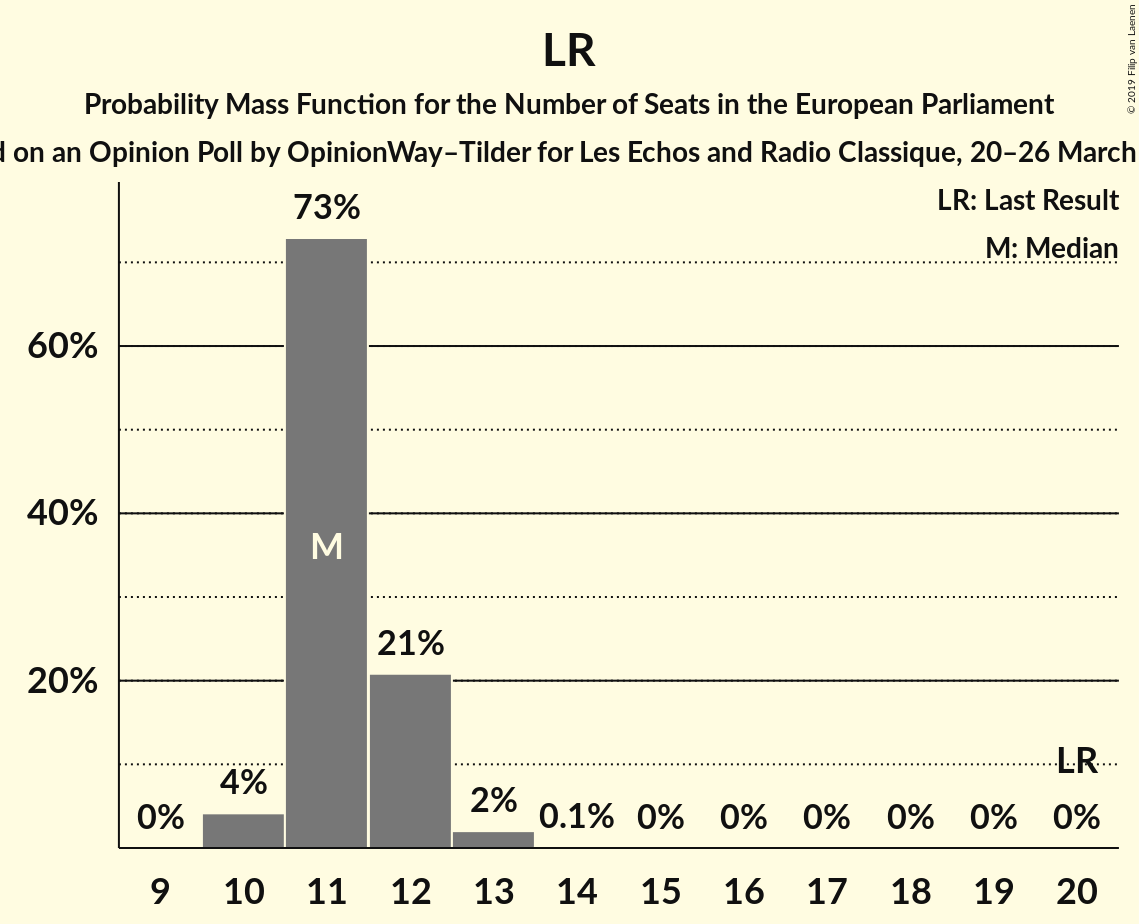 LR
Probability Mass Function for the Number of Seats in the European Parliament
on an Opinion Poll by OpinionWay–Tilder for Les Echos and Radio Classique, 20–26 March
© 2019 Filip van Laenen
LR: Last Result
M: Median
73%
60%
40%
M
21%
20%
LR
4%
2%
0%
0.1%
0%
0%
0%
0%
0%
0%
9 10 11 12 13 14 15 16 17 18 19 20